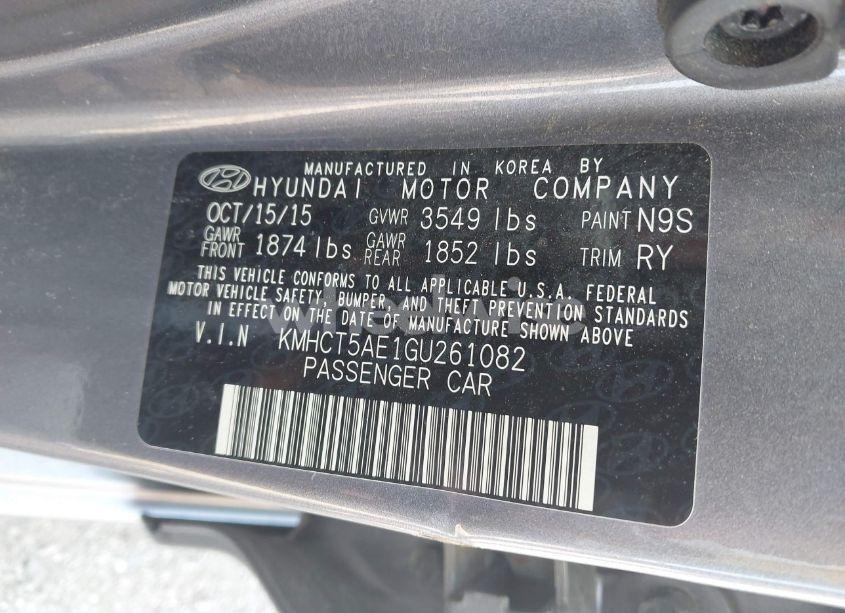 MANUFACTURED IN KOREA BY
HYUNDAI MOTOR COMPANY
OCT/15/15 GVWR 3549 lbs PAINT N9S
GAWR FRONT 1874 lbs GAWR REAR 1852 lbs TRIM RY
THIS VEHICLE CONFORMS TO ALL APPLICABLE U.S.A. FEDERAL
MOTOR VEHICLE SAFETY, BUMPER, AND THEFT PREVENTION STANDARDS
IN EFFECT ON THE DATE OF MANUFACTURE SHOWN ABOVE
V.I.N KMHCT5AE1GU261082
PASSENGER CAR